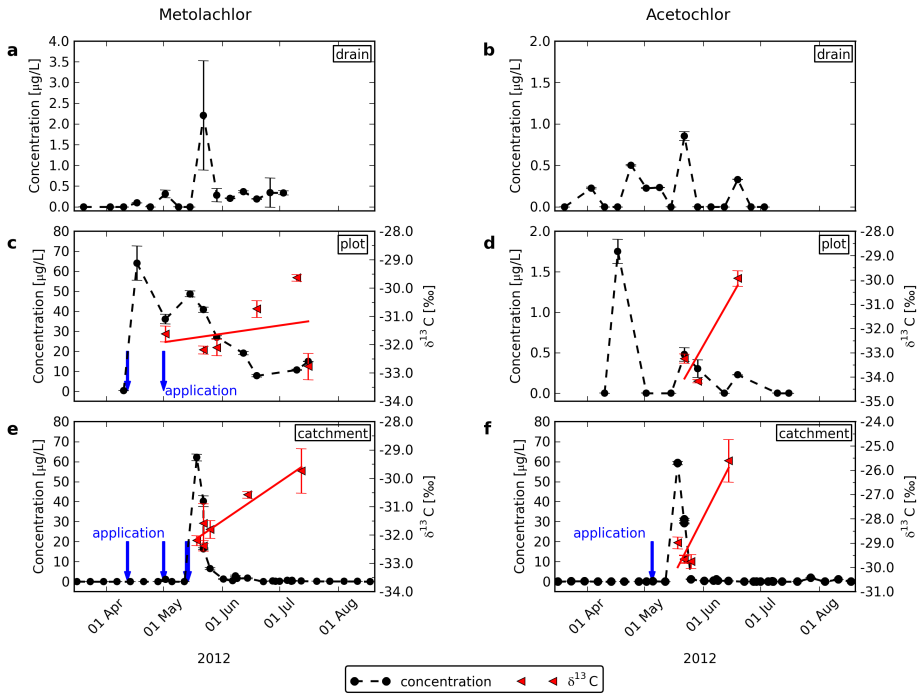 Metolachlor
Acetochlor
a
drain
Concentration [µg/L]
4.0
3.5
3.0
2.5
2.0
1.5
1.0
0.5
0.0
b
drain
Concentration [µg/L]
2.0
1.5
1.0
0.5
0.0
c
plot
Concentration [µg/L]
80
70
60
50
40
30
20
10
0
application
-28.0
-29.0
-30.0
-31.0
-32.0
-33.0
-34.0
δ¹³C [‰]
d
plot
Concentration [µg/L]
2.0
1.5
1.0
0.5
0.0
-28.0
-29.0
-30.0
-31.0
-32.0
-33.0
-34.0
-35.0
δ¹³C [‰]
e
catchment
Concentration [µg/L]
80
70
60
50
40
30
20
10
0
application
-28.0
-29.0
-30.0
-31.0
-32.0
-33.0
-34.0
δ¹³C [‰]
01 Apr
01 May
01 Jun
01 Jul
01 Aug
2012
f
catchment
Concentration [µg/L]
80
70
60
50
40
30
20
10
0
application
-24.0
-25.0
-26.0
-27.0
-28.0
-29.0
-30.0
-31.0
δ¹³C [‰]
01 Apr
01 May
01 Jun
01 Jul
01 Aug
2012
concentration δ¹³C